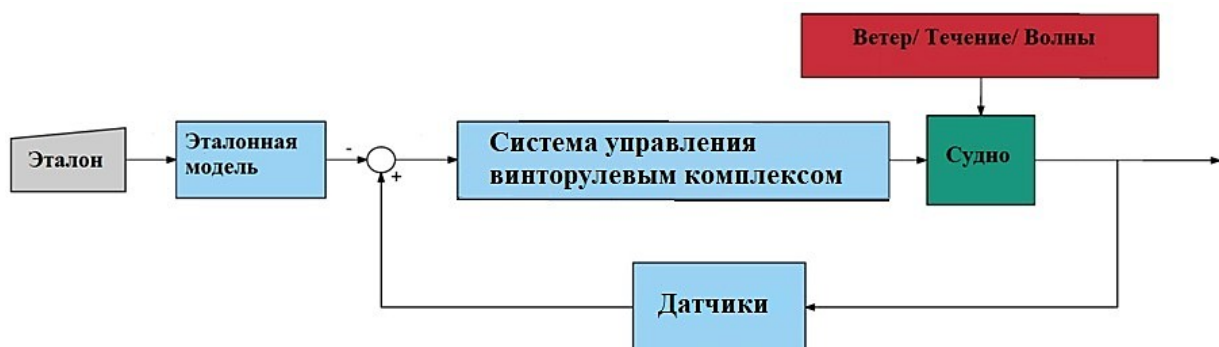 Ветер/ Течение/ Волны
Эталон
Эталонная
модель
-
+
Система управления
винторулевым комплексом
Судно
Датчики